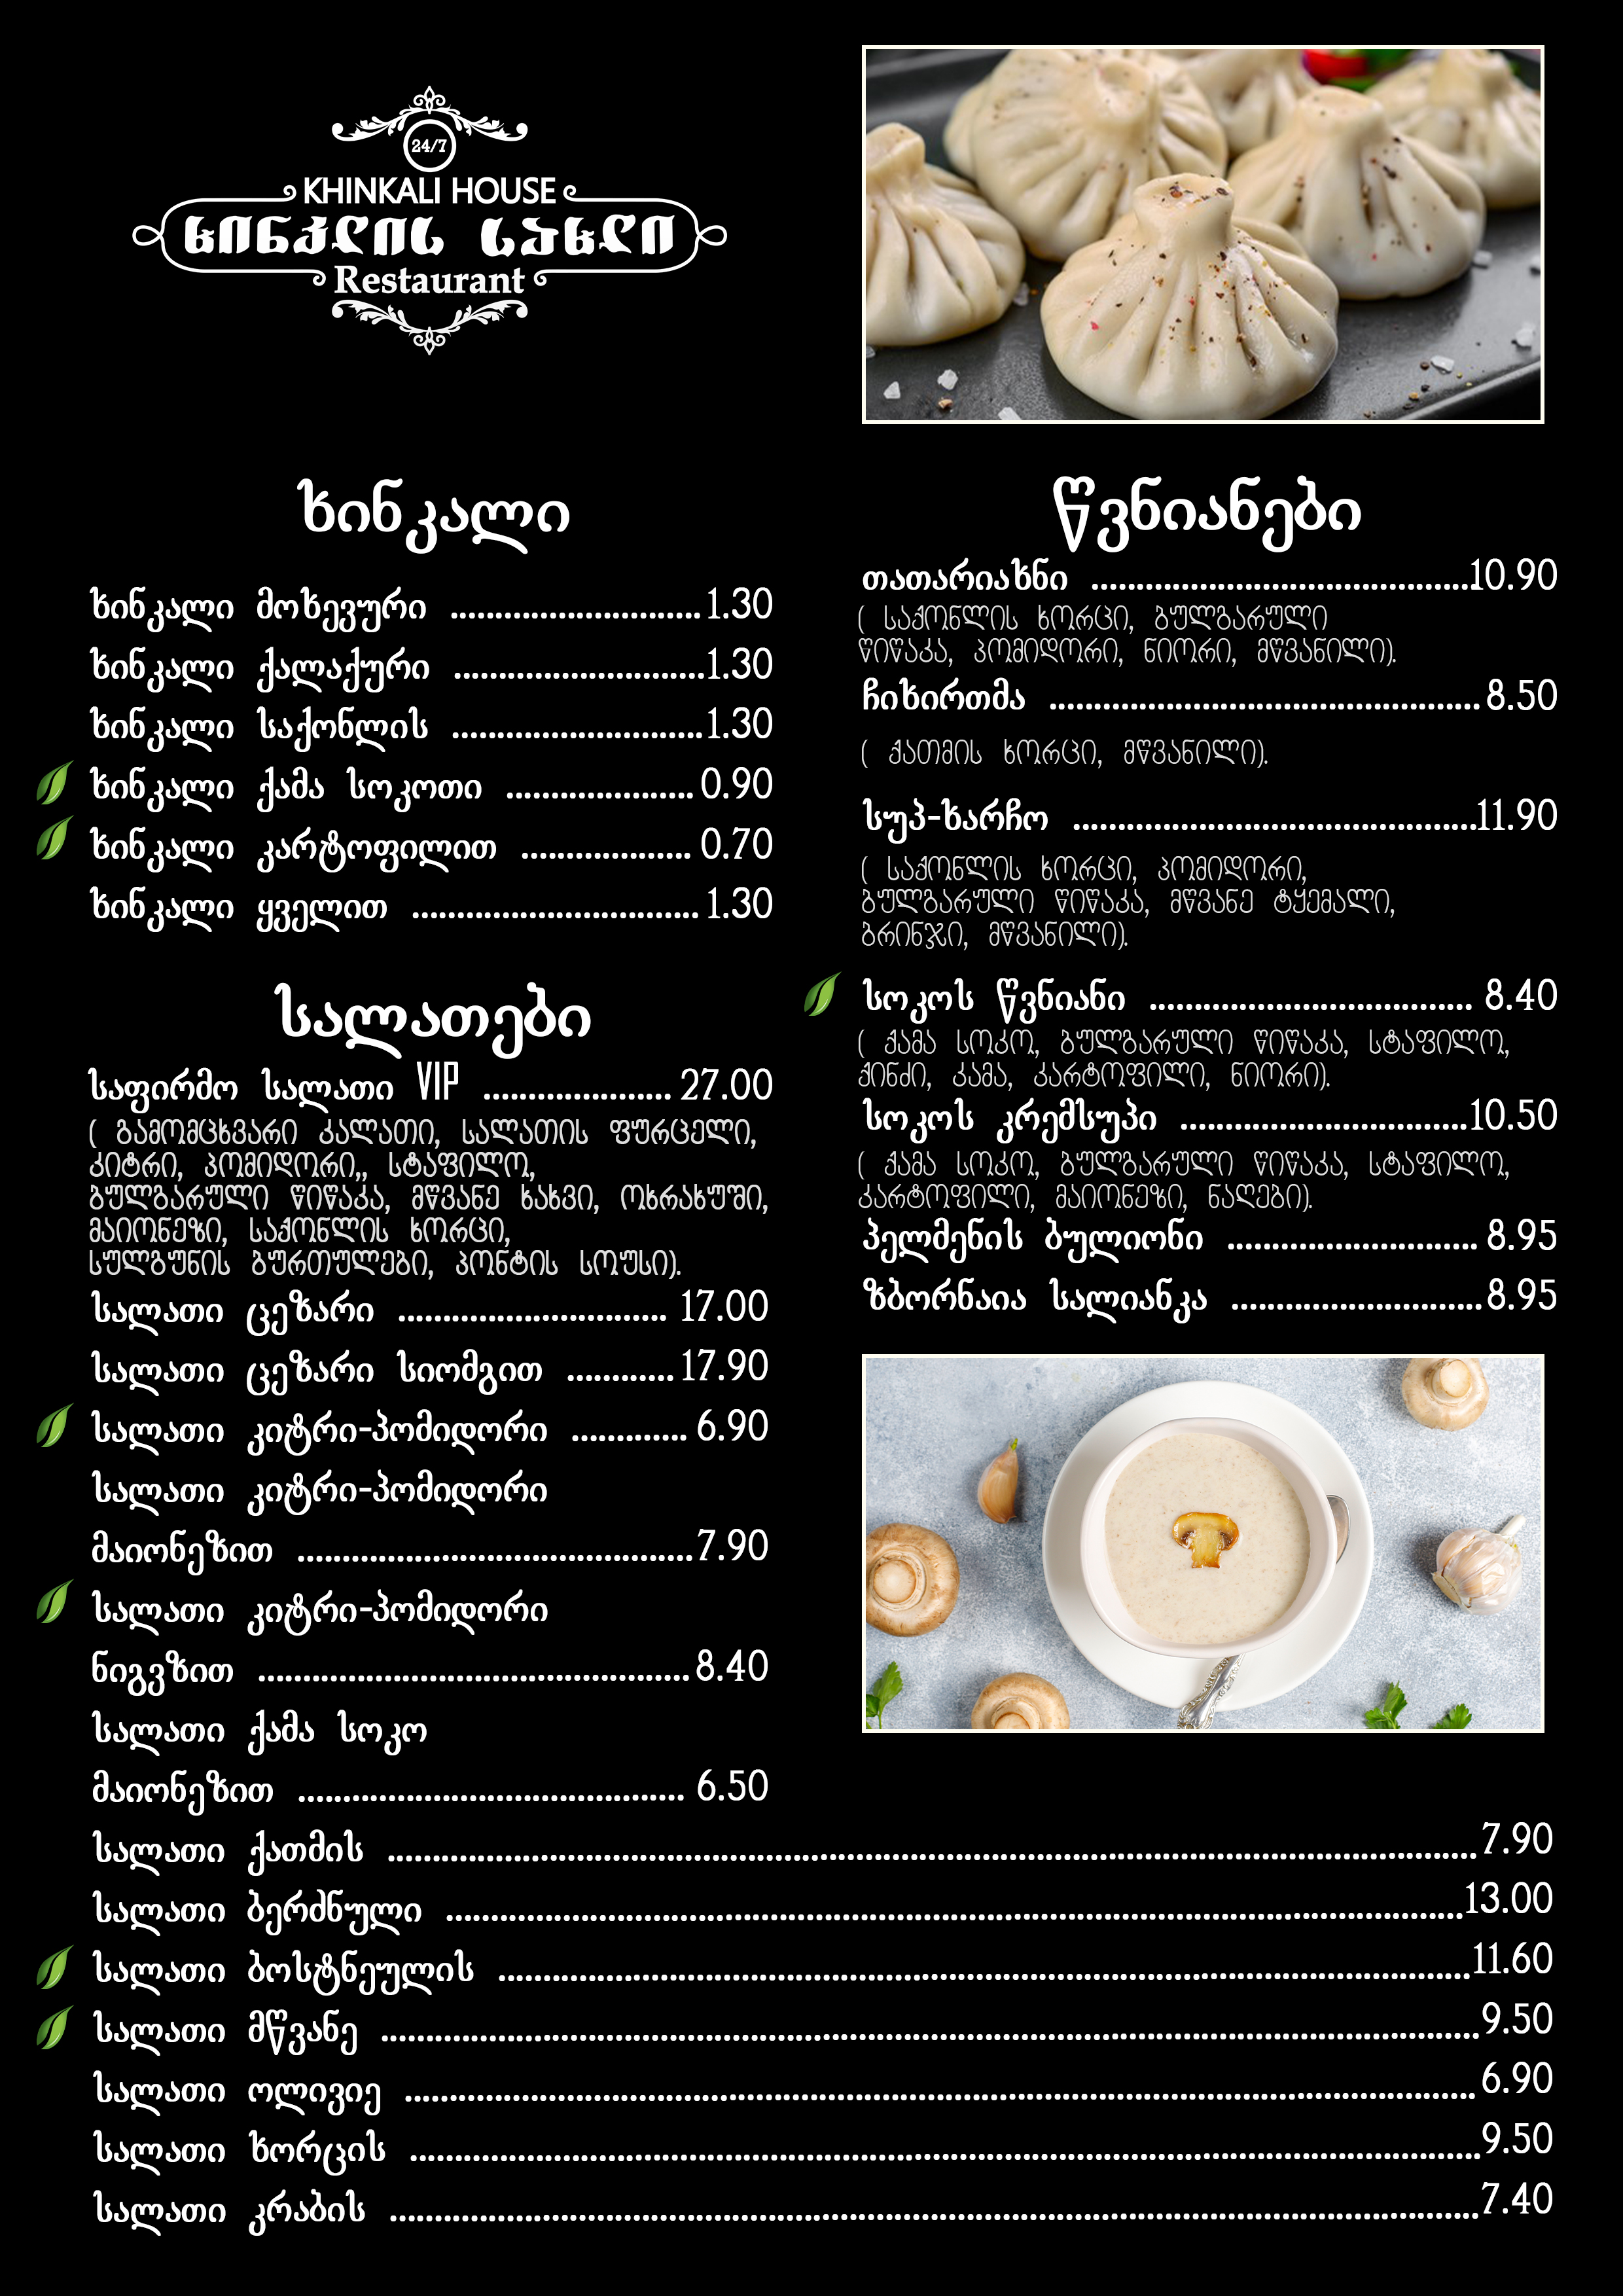 24/7
KHINKALI HOUSE
ხინკლის სახლი
Restaurant
ხინკალი
ხინკალი მოხევური ............................ 1.30
ხინკალი ქალაქური ............................ 1.30
ხინკალი საქონლის ............................ 1.30
ხინკალი ქამა სოკოთი ..................... 0.90
ხინკალი კარტოფილით ................... 0.70
ხინკალი ყველით ................................ 1.30
სალათები
საფირმო სალათი VIP ..................... 27.00
( გამომცხვარი კალათი, სალათის ფურცელი,
კიტრი, პომიდორი,, სტაფილო,
ბულგარული წიწაკა, მწვანე ხახვი, ოხრახუში,
მაიონეზი, საქონლის ხორცი,
სულგუნის ბურთულები, პონტის სოუსი).
სალათი ცეზარი .............................. 17.00
სალათი ცეზარი სიომგით ............ 17.90
სალათი კიტრი-პომიდორი ............. 6.90
სალათი კიტრი-პომიდორი
მაიონეზით ............................................ 7.90
სალათი კიტრი-პომიდორი
ნიგვზით ................................................ 8.40
სალათი ქამა სოკო
მაიონეზით ........................................... 6.50
სალათი ქათმის ........................................ 7.90
სალათი ბერძნული ........................................ 13.00
სალათი ბოსტნეულის ........................................ 11.60
სალათი მწვანე ........................................ 9.50
სალათი ოლივიე ........................................ 6.90
სალათი ხორცის ........................................ 9.50
სალათი კრაბის ........................................ 7.40
წვნიანები
თათარიახნი .......................................... 10.90
( საქონლის ხორცი, ბულგარული
წიწაკა, პომიდორი, ნიორი, მწვანილი).
ჩიხირთმა ................................................ 8.50
( ქათმის ხორცი, მწვანილი).
სუპ-ხარჩო ............................................. 11.90
( საქონლის ხორცი, პომიდორი,
ბულგარული წიწაკა, მწვანე ტყემალი,
ბრინჯი, მწვანილი).
სოკოს წვნიანი .................................... 8.40
( ქამა სოკო, ბულგარული წიწაკა, სტაფილო,
ქინძი, კამა, კარტოფილი, ნიორი).
სოკოს კრემსუპი ................................ 10.50
( ქამა სოკო, ბულგარული წიწაკა, სტაფილო,
კარტოფილი, მაიონეზი, ნაღები).
პელმენის ბულიონი ............................ 8.95
ზბორნაია სალიანკა ............................ 8.95